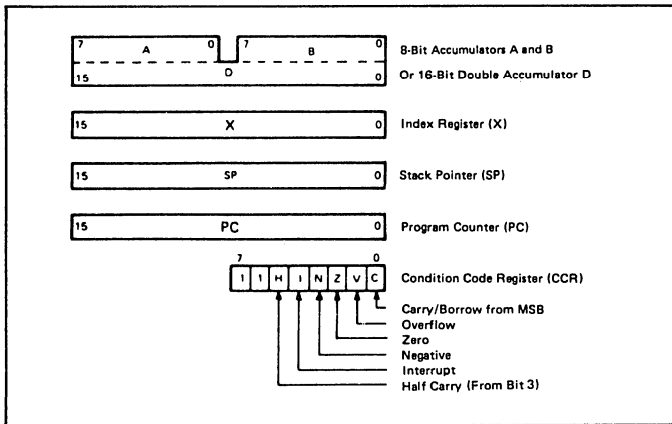 7 A 0 7 B 0 8-Bit Accumulators A and B
15 D 0 Or 16-Bit Double Accumulator D
15 X 0 Index Register (X)
15 SP 0 Stack Pointer (SP)
15 PC 0 Program Counter (PC)
7 0
1 1 H I N Z V C Condition Code Register (CCR)
Carry/Borrow from MSB
Overflow
Zero
Negative
Interrupt
Half Carry (From Bit 3)